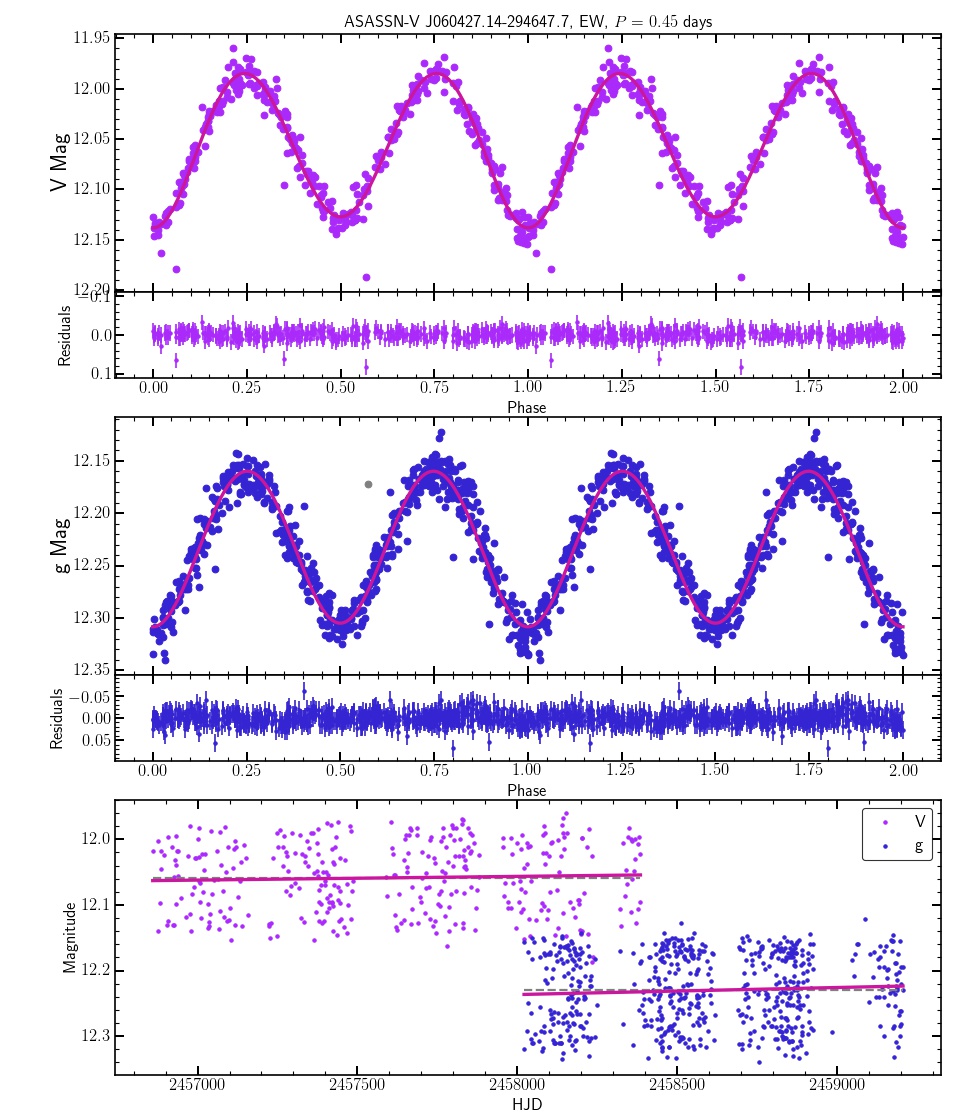 ASASSN-V J060427.14-294647.7, EW, P = 0.45 days
11.95
12.00
12.05
12.10
12.15
12.20
V Mag
−0.1
0.0
0.1
Residuals
0.00 0.25 0.50 0.75 1.00 1.25 1.50 1.75 2.00
Phase
12.15
12.20
12.25
12.30
12.35
g Mag
−0.05
0.00
0.05
Residuals
0.00 0.25 0.50 0.75 1.00 1.25 1.50 1.75 2.00
Phase
V
g
12.0
12.1
12.2
12.3
Magnitude
2457000 2457500 2458000 2458500 2459000
HJD